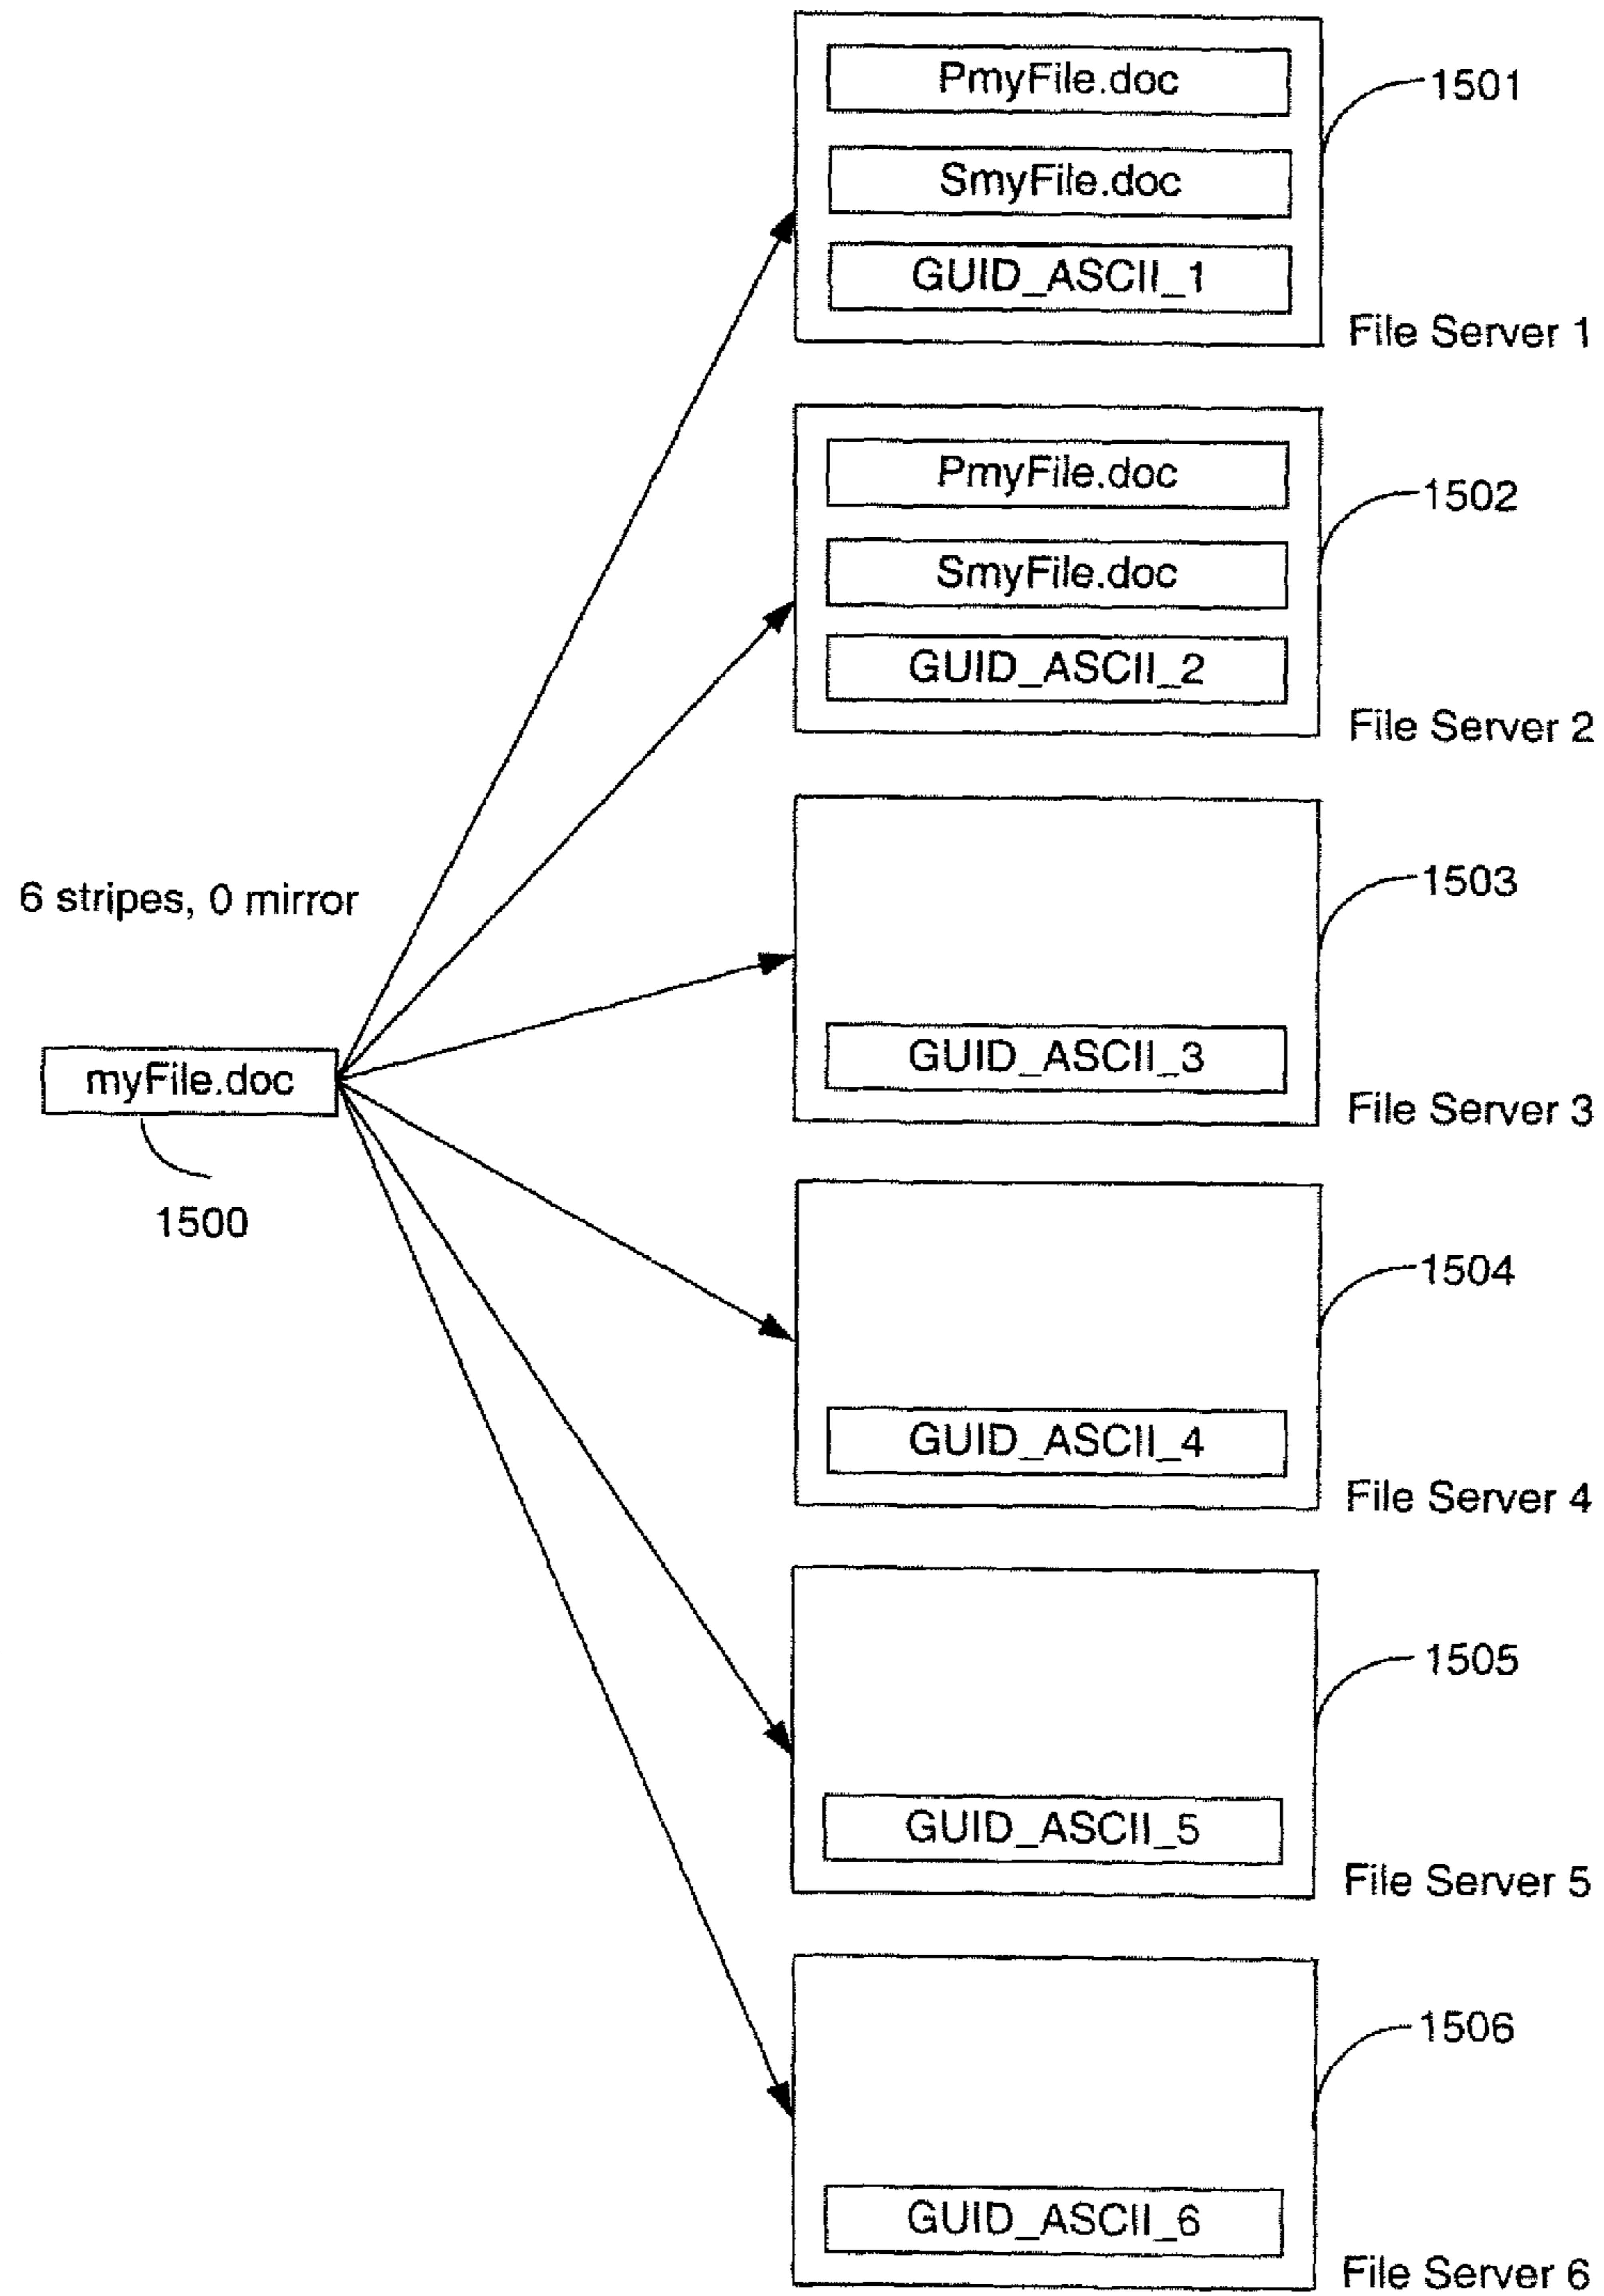 PmyFile.doc
1501
SmyFile.doc
GUID_ASCII_1
File Server 1
PmyFile.doc
1502
SmyFile.doc
GUID_ASCII_2
File Server 2
6 stripes, 0 mirror
1503
myFile.doc
GUID_ASCII_3
File Server 3
1500
1504
GUID_ASCII_4
File Server 4
1505
GUID_ASCII_5
File Server 5
1506
GUID_ASCII_6
File Server 6